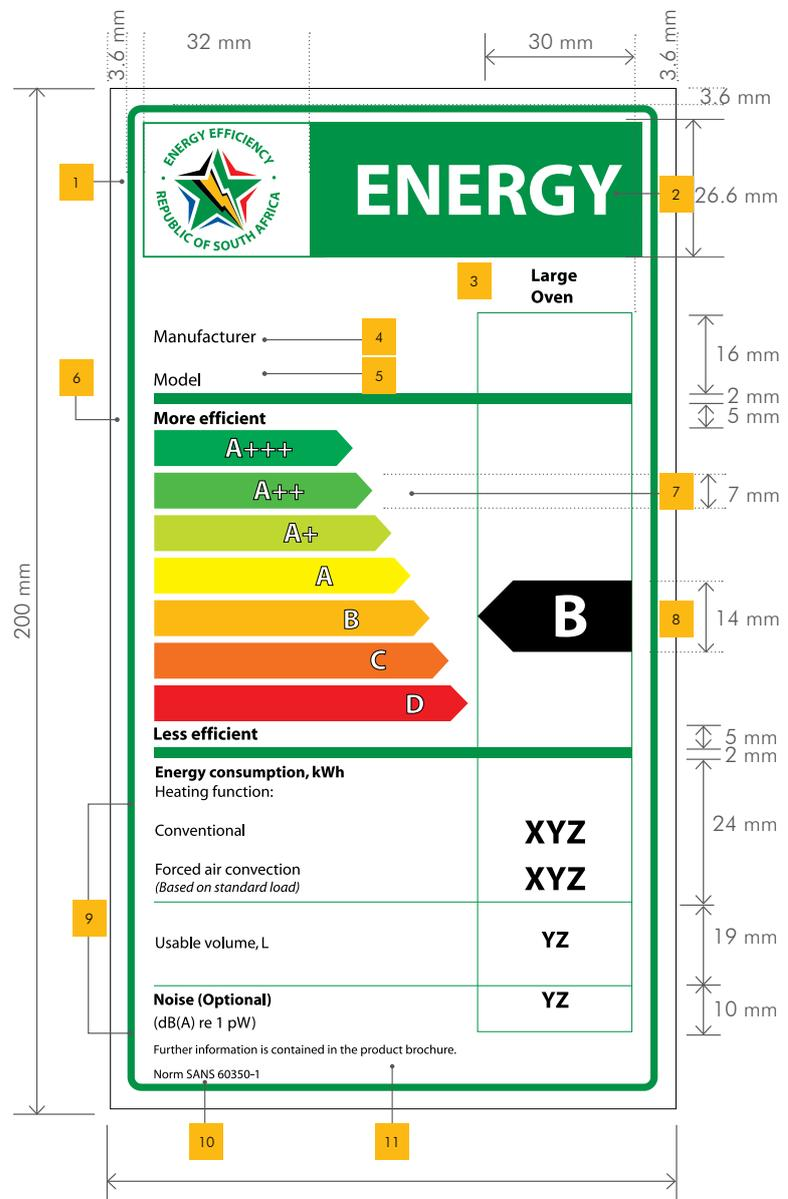 3.6 mm
32 mm
30 mm
3.6 mm
3.6 mm
ENERGY EFFICIENCY
REPUBLIC OF SOUTH AFRICA
ENERGY
1
2
26.6 mm
3
Large
Oven
Manufacturer
4
16 mm
Model
5
6
2 mm
More efficient
5 mm
A+++
A++
7
7 mm
A+
A
B
B
8
14 mm
200 mm
C
D
Less efficient
5 mm
2 mm
Energy consumption, kWh
Heating function:
Conventional
XYZ
24 mm
Forced air convection
XYZ
(Based on standard load)
9
Usable volume, L
YZ
19 mm
Noise (Optional)
YZ
10 mm
(dB(A) re 1 pW)
Further information is contained in the product brochure.
Norm SANS 60350-1
10
11